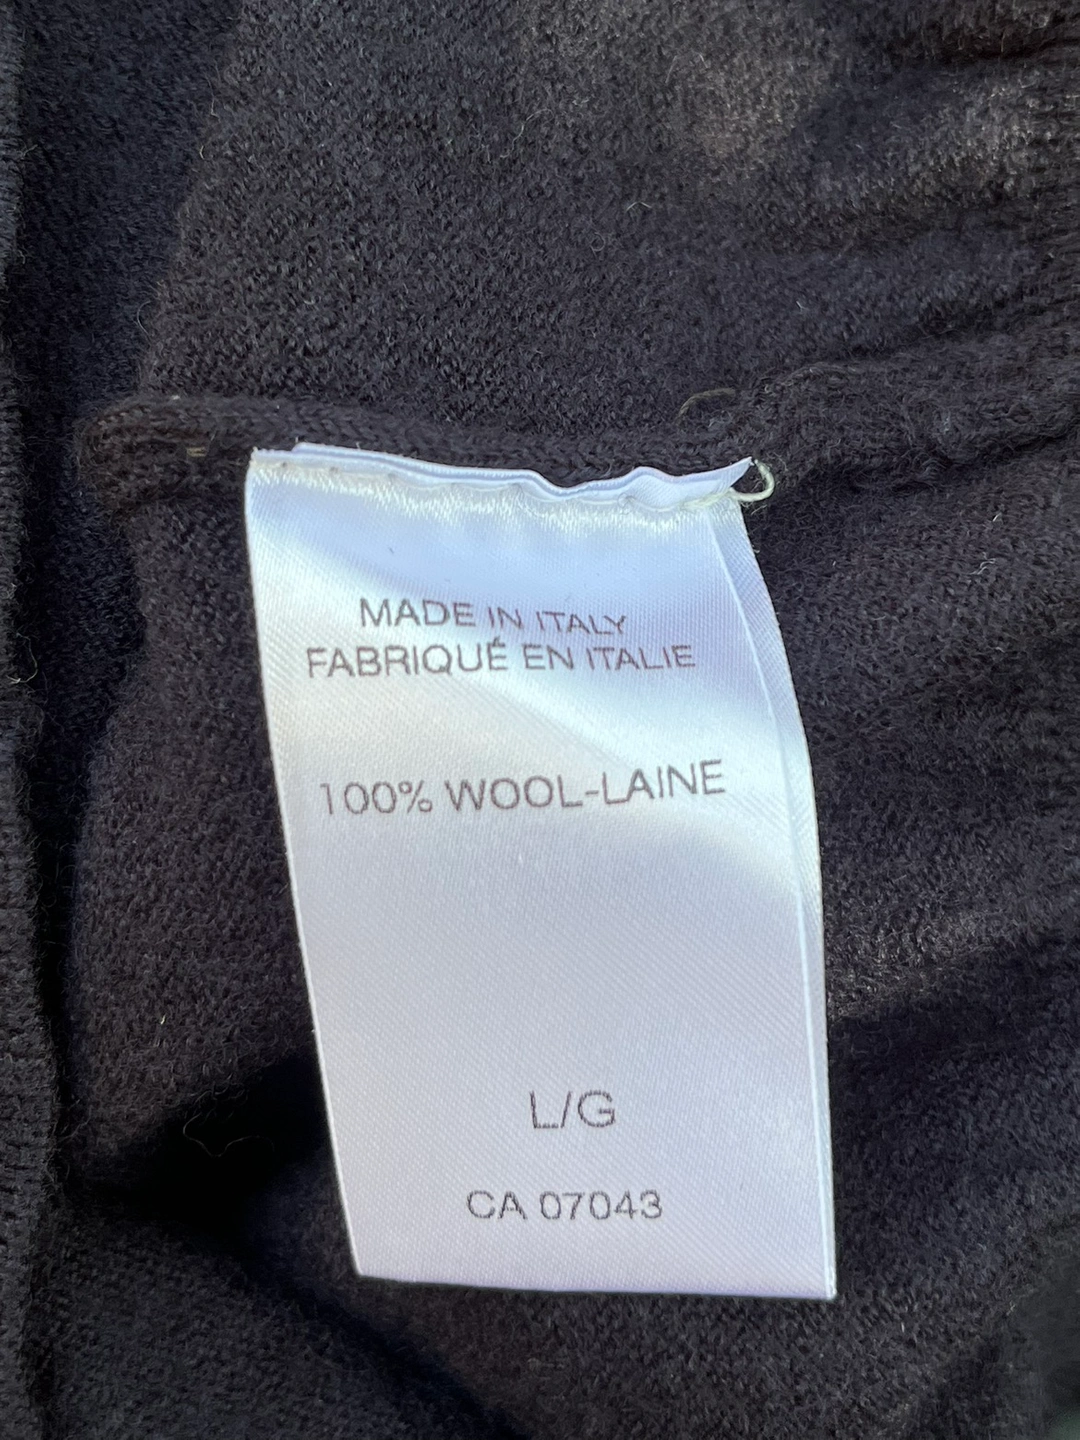 MADE IN ITALY
FABRIQUÉ EN ITALIE
100% WOOL-LAINE
L/G
CA 07043